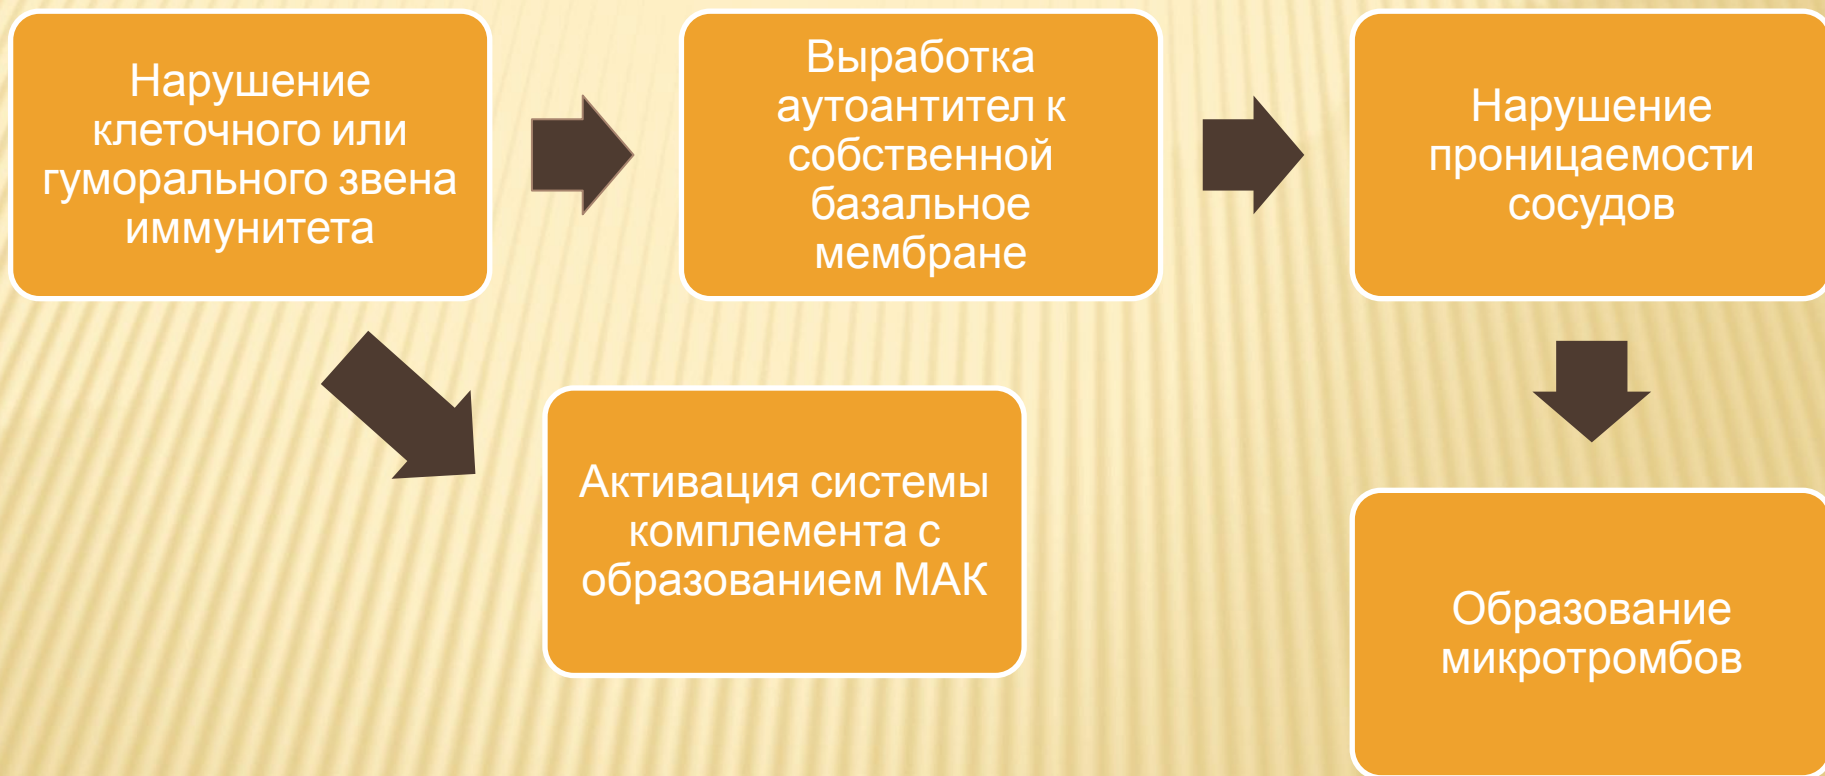 Нарушение
клеточного или
гуморального звена
иммунитета
Выработка
аутоантител к
собственной
базальное
мембране
Нарушение
проницаемости
сосудов
Активация системы
комплемента с
образованием МАК
Образование
микротромбов